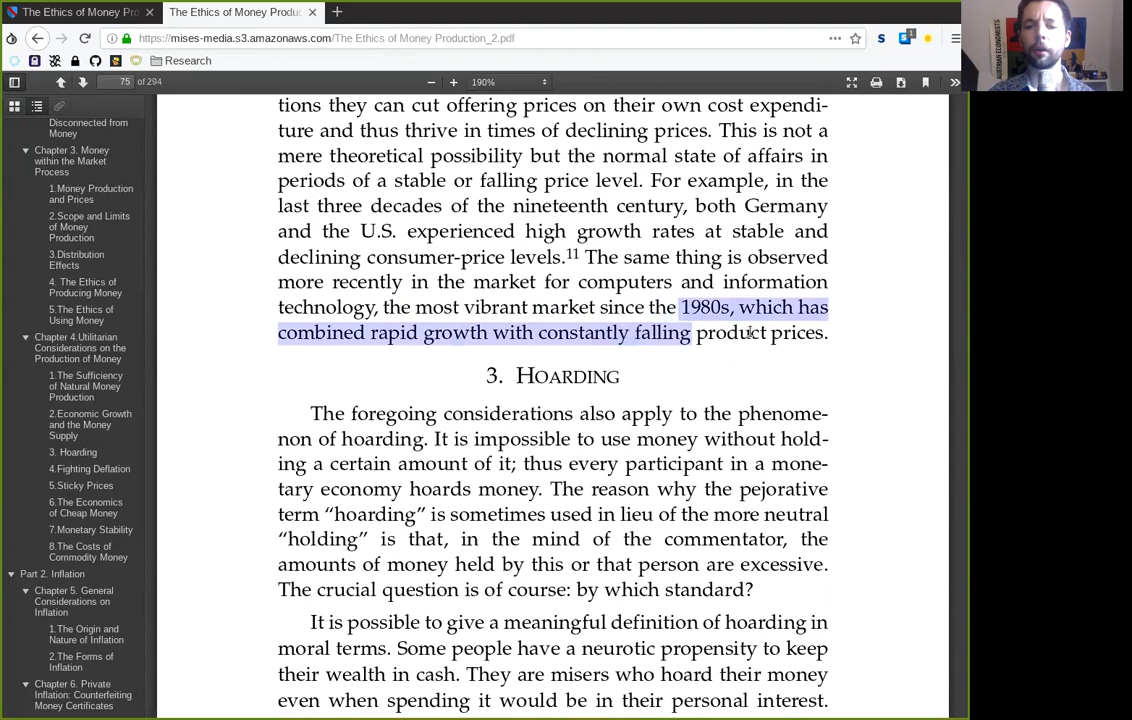 The Ethics of Money Pro
The Ethics of Money Produc
https://mises-media.s3.amazonaws.com/The Ethics of Money Production_2.pdf
S
S 1
Research
75 of 294
190%
AUSTRIAN ECONOMISTS
Disconnected from
Money
Chapter 3. Money
within the Market
Process
1.Money Production
and Prices
2.Scope and Limits
of Money
Production
3.Distribution
Effects
4. The Ethics of
Producing Money
5.The Ethics of
Using Money
Chapter 4.Utilitarian
Considerations on the
Production of Money
1.The Sufficiency
of Natural Money
Production
2.Economic Growth
and the Money
Supply
3. Hoarding
4.Fighting Deflation
5.Sticky Prices
6.The Economics
of Cheap Money
7.Monetary Stability
8.The Costs of
Commodity Money
Part 2. Inflation
Chapter 5. General
Considerations on
Inflation
1.The Origin and
Nature of Inflation
2.The Forms of
Inflation
Chapter 6. Private
Inflation: Counterfeiting
Money Certificates
tions they can cut offering prices on their own cost expendi-
ture and thus thrive in times of declining prices. This is not a
mere theoretical possibility but the normal state of affairs in
periods of a stable or falling price level. For example, in the
last three decades of the nineteenth century, both Germany
and the U.S. experienced high growth rates at stable and
declining consumer-price levels.11 The same thing is observed
more recently in the market for computers and information
technology, the most vibrant market since the 1980s, which has
combined rapid growth with constantly falling product prices.
3. HOARDING
The foregoing considerations also apply to the phenome-
non of hoarding. It is impossible to use money without hold-
ing a certain amount of it; thus every participant in a mone-
tary economy hoards money. The reason why the pejorative
term “hoarding” is sometimes used in lieu of the more neutral
“holding” is that, in the mind of the commentator, the
amounts of money held by this or that person are excessive.
The crucial question is of course: by which standard?
It is possible to give a meaningful definition of hoarding in
moral terms. Some people have a neurotic propensity to keep
their wealth in cash. They are misers who hoard their money
even when spending it would be in their personal interest.